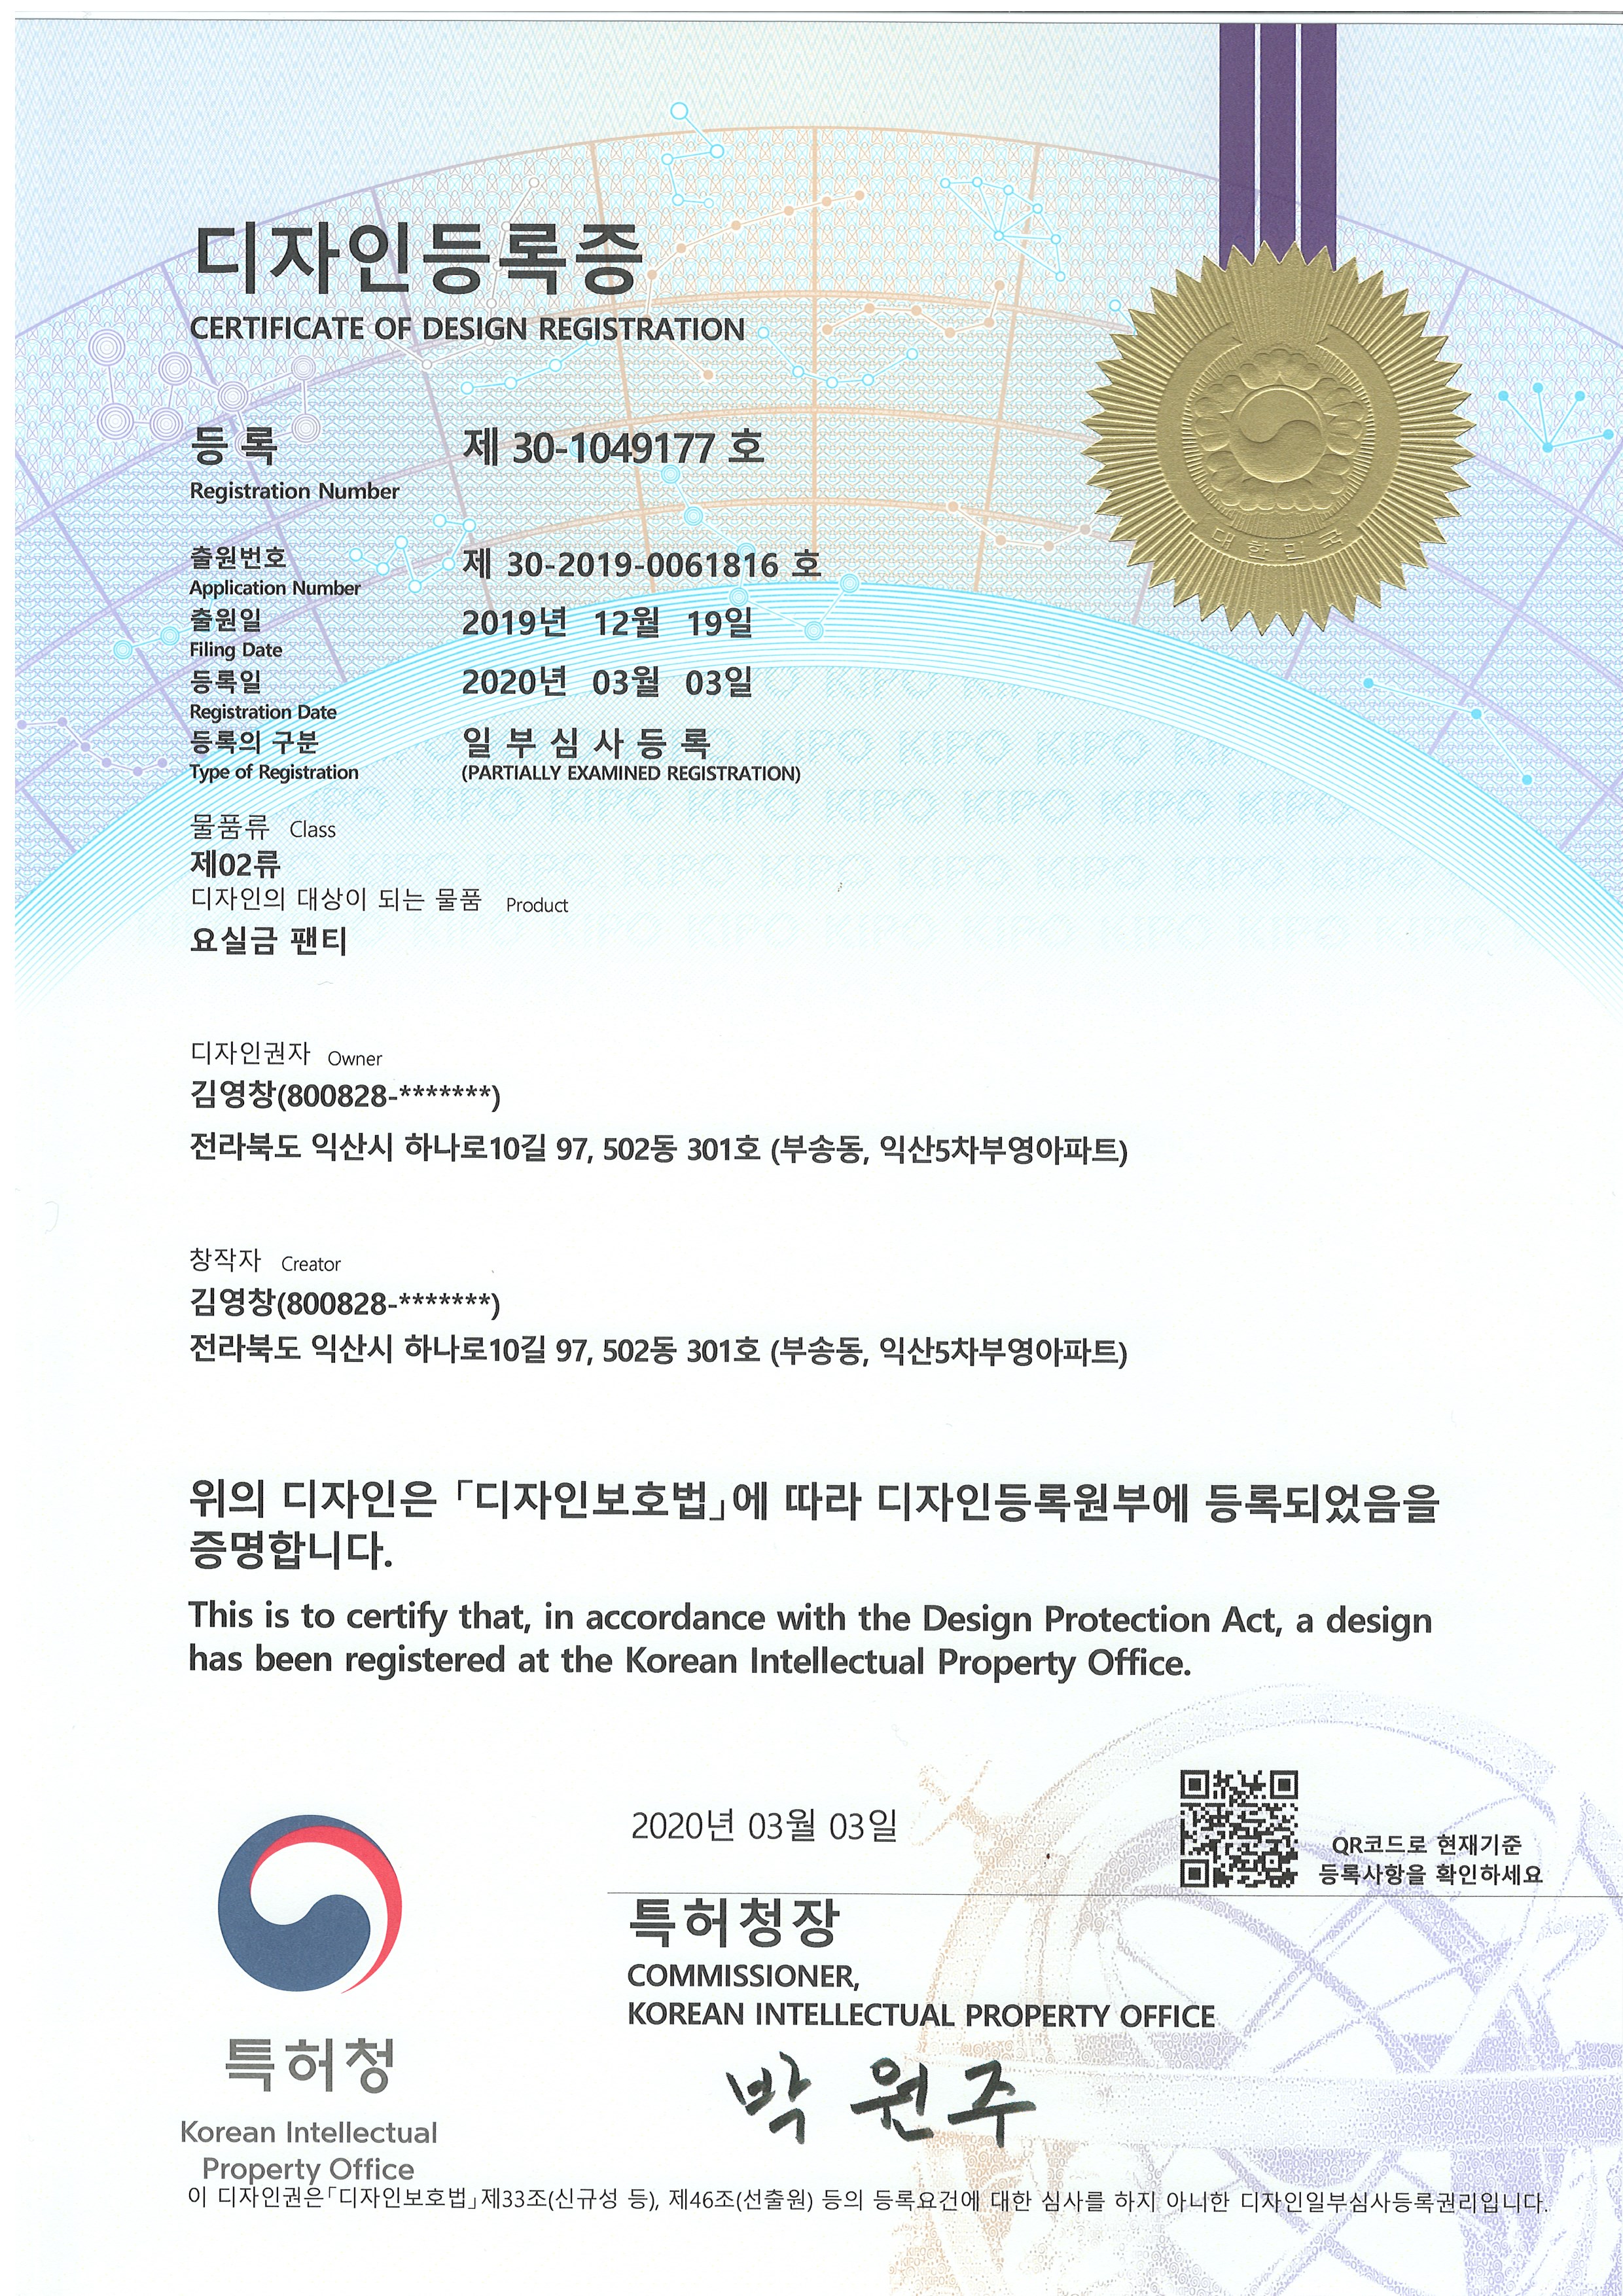 디자인등록증
CERTIFICATE OF DESIGN REGISTRATION
등록 제 30-1049177 호
Registration Number
출원번호 제 30-2019-0061816 호
Application Number
출원일 2019년 12월 19일
Filing Date
등록일 2020년 03월 03일
Registration Date
등록의 구분 일부심사등록
Type of Registration (PARTIALLY EXAMINED REGISTRATION)
물품류 Class
제02류
디자인의 대상이 되는 물품 Product
요실금 팬티
대한민국
디자인권자 Owner
김영창(800828-*******)
전라북도 익산시 하나로10길 97, 502동 301호 (부송동, 익산5차부영아파트)
창작자 Creator
김영창(800828-*******)
전라북도 익산시 하나로10길 97, 502동 301호 (부송동, 익산5차부영아파트)
위의 디자인은 「디자인보호법」에 따라 디자인등록원부에 등록되었음을
증명합니다.
This is to certify that, in accordance with the Design Protection Act, a design
has been registered at the Korean Intellectual Property Office.
2020년 03월 03일
QR코드로 현재기준
등록사항을 확인하세요
특허청장
COMMISSIONER,
KOREAN INTELLECTUAL PROPERTY OFFICE
박원주
특허청
Korean Intellectual
Property Office
이 디자인권은「디자인보호법」제33조(신규성 등), 제46조(선출원) 등의 등록요건에 대한 심사를 하지 아니한 디자인일부심사등록권리입니다.